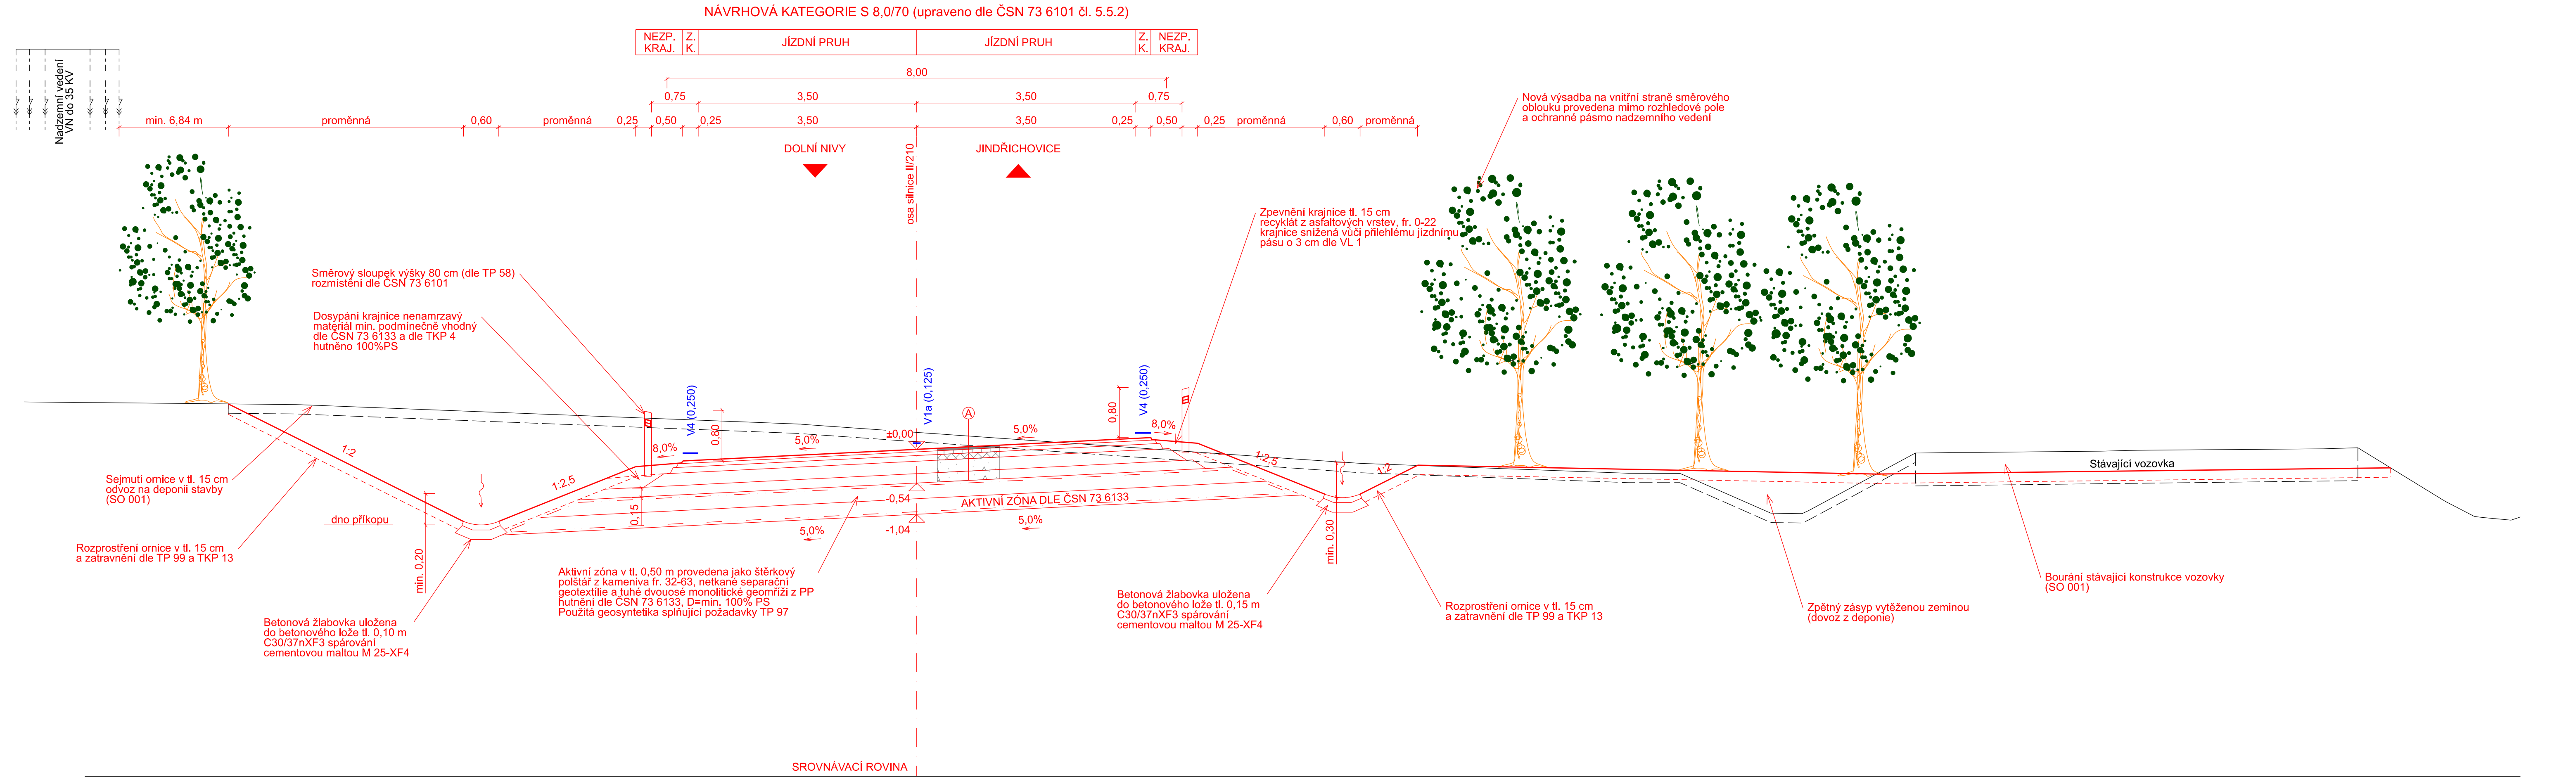 NÁVRHOVÁ KATEGORIE S 8,0/70 (upraveno dle ČSN 73 6101 čl. 5.5.2)
NEZP. KRAJ.
Z. K.
JÍZDNÍ PRUH
JÍZDNÍ PRUH
Z. K.
NEZP. KRAJ.
8,00
0,75
3,50
3,50
0,75
min. 6,84 m
proměnná
0,60
proměnná
0,25
0,50
0,25
3,50
3,50
0,25
0,50
0,25
proměnná
0,60
proměnná
Nadzemní vedení
VN do 35 KV
DOLNÍ NIVY
JINDŘICHOVICE
osa silnice II/210
Nová výsadba na vnitřní straně směrového
oblouku provedena mimo rozhledové pole
a ochranné pásmo nadzemního vedení
Zpevnění krajnice tl. 15 cm
recyklát z asfaltových vrstev, fr. 0-22
krajnice snížená vůči přilehlému jízdnímu
pásu o 3 cm dle VL 1
Směrový sloupek výšky 80 cm (dle TP 58)
rozmístění dle ČSN 73 6101
Dosypání krajnice nenamrzavý
materiál min. podmínečně vhodný
dle ČSN 73 6133 a dle TKP 4
hutněno 100%PS
V4 (0,250)
0,80
V1a (0,125)
A
0,80
V4 (0,250)
8,0%
5,0%
±0,00
5,0%
8,0%
1:2
1:2,5
1:2,5
1:2
Stávající vozovka
Sejmutí ornice v tl. 15 cm
odvoz na deponii stavby
(SO 001)
dno příkopu
0,15
-0,54
AKTIVNÍ ZÓNA DLE ČSN 73 6133
5,0%
-1,04
5,0%
min. 0,20
min. 0,30
Rozprostření ornice v tl. 15 cm
a zatravnění dle TP 99 a TKP 13
Aktivní zóna v tl. 0,50 m provedena jako štěrkový
polštář z kameniva fr. 32-63, netkané separační
geotextilie a tuhé dvouosé monolitické geomříži z PP
hutnění dle ČSN 73 6133, D=min. 100% PS
Použitá geosyntetika splňující požadavky TP 97
Betonová žlabovka uložena
do betonového lože tl. 0,10 m
C30/37nXF3 spárování
cementovou maltou M 25-XF4
Betonová žlabovka uložena
do betonového lože tl. 0,15 m
C30/37nXF3 spárování
cementovou maltou M 25-XF4
Rozprostření ornice v tl. 15 cm
a zatravnění dle TP 99 a TKP 13
Zpětný zásyp vytěženou zeminou
(dovoz z deponie)
Bourání stávající konstrukce vozovky
(SO 001)
SROVNÁVACÍ ROVINA